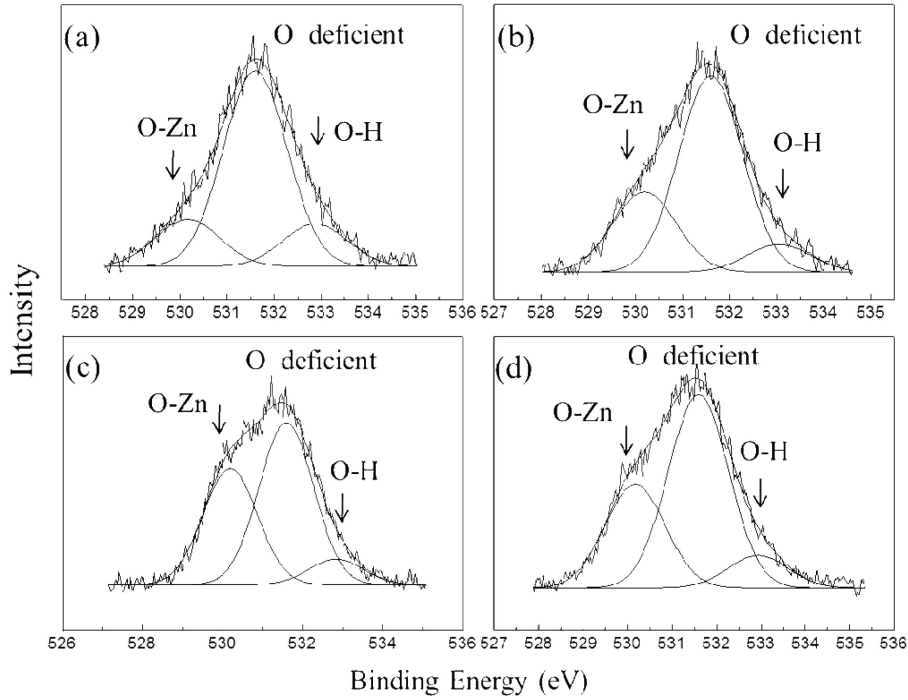 (a) O deficient
O-Zn
O-H
528 529 530 531 532 533 534 535 536
(b) O deficient
O-Zn
O-H
527 528 529 530 531 532 533 534 535
Intensity
(c) O deficient
O-Zn
O-H
526 528 530 532 534 536
(d) O deficient
O-Zn
O-H
527 528 529 530 531 532 533 534 535 536
Binding Energy (eV)